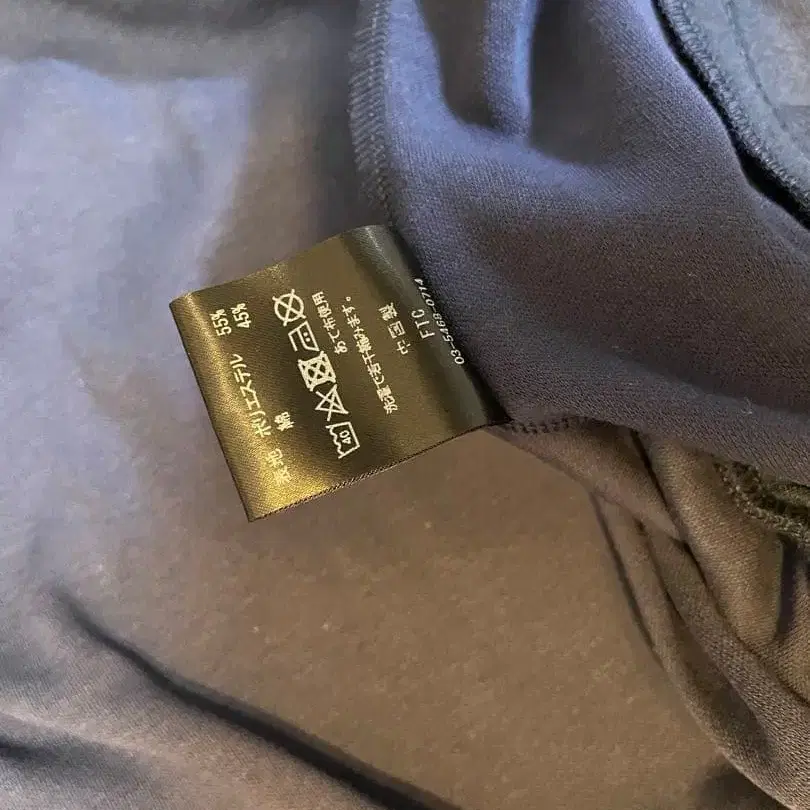 表地 ポリエステル 55%
綿 45%
40
あて布使用
洗濯で若干縮みます。
中国製
FTC
03-5468-0714